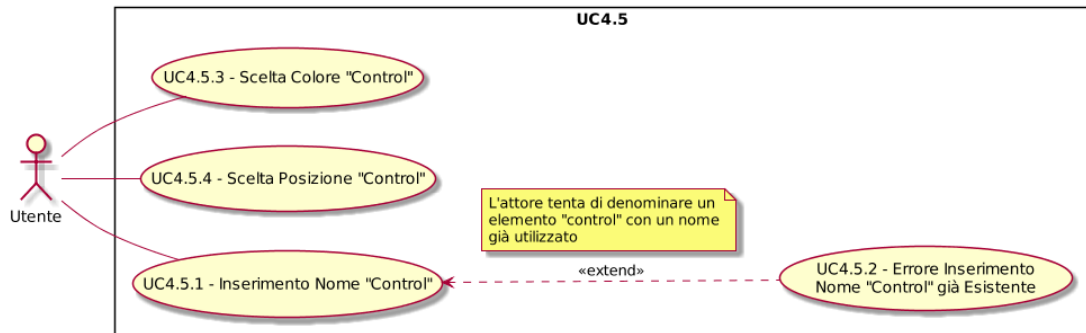 UC4.5
UC4.5.3 - Scelta Colore "Control"
UC4.5.4 - Scelta Posizione "Control"
Utente
L'attore tenta di denominare un
elemento "control" con un nome
già utilizzato
UC4.5.1 - Inserimento Nome "Control"
«extend»
UC4.5.2 - Errore Inserimento
Nome "Control" già Esistente